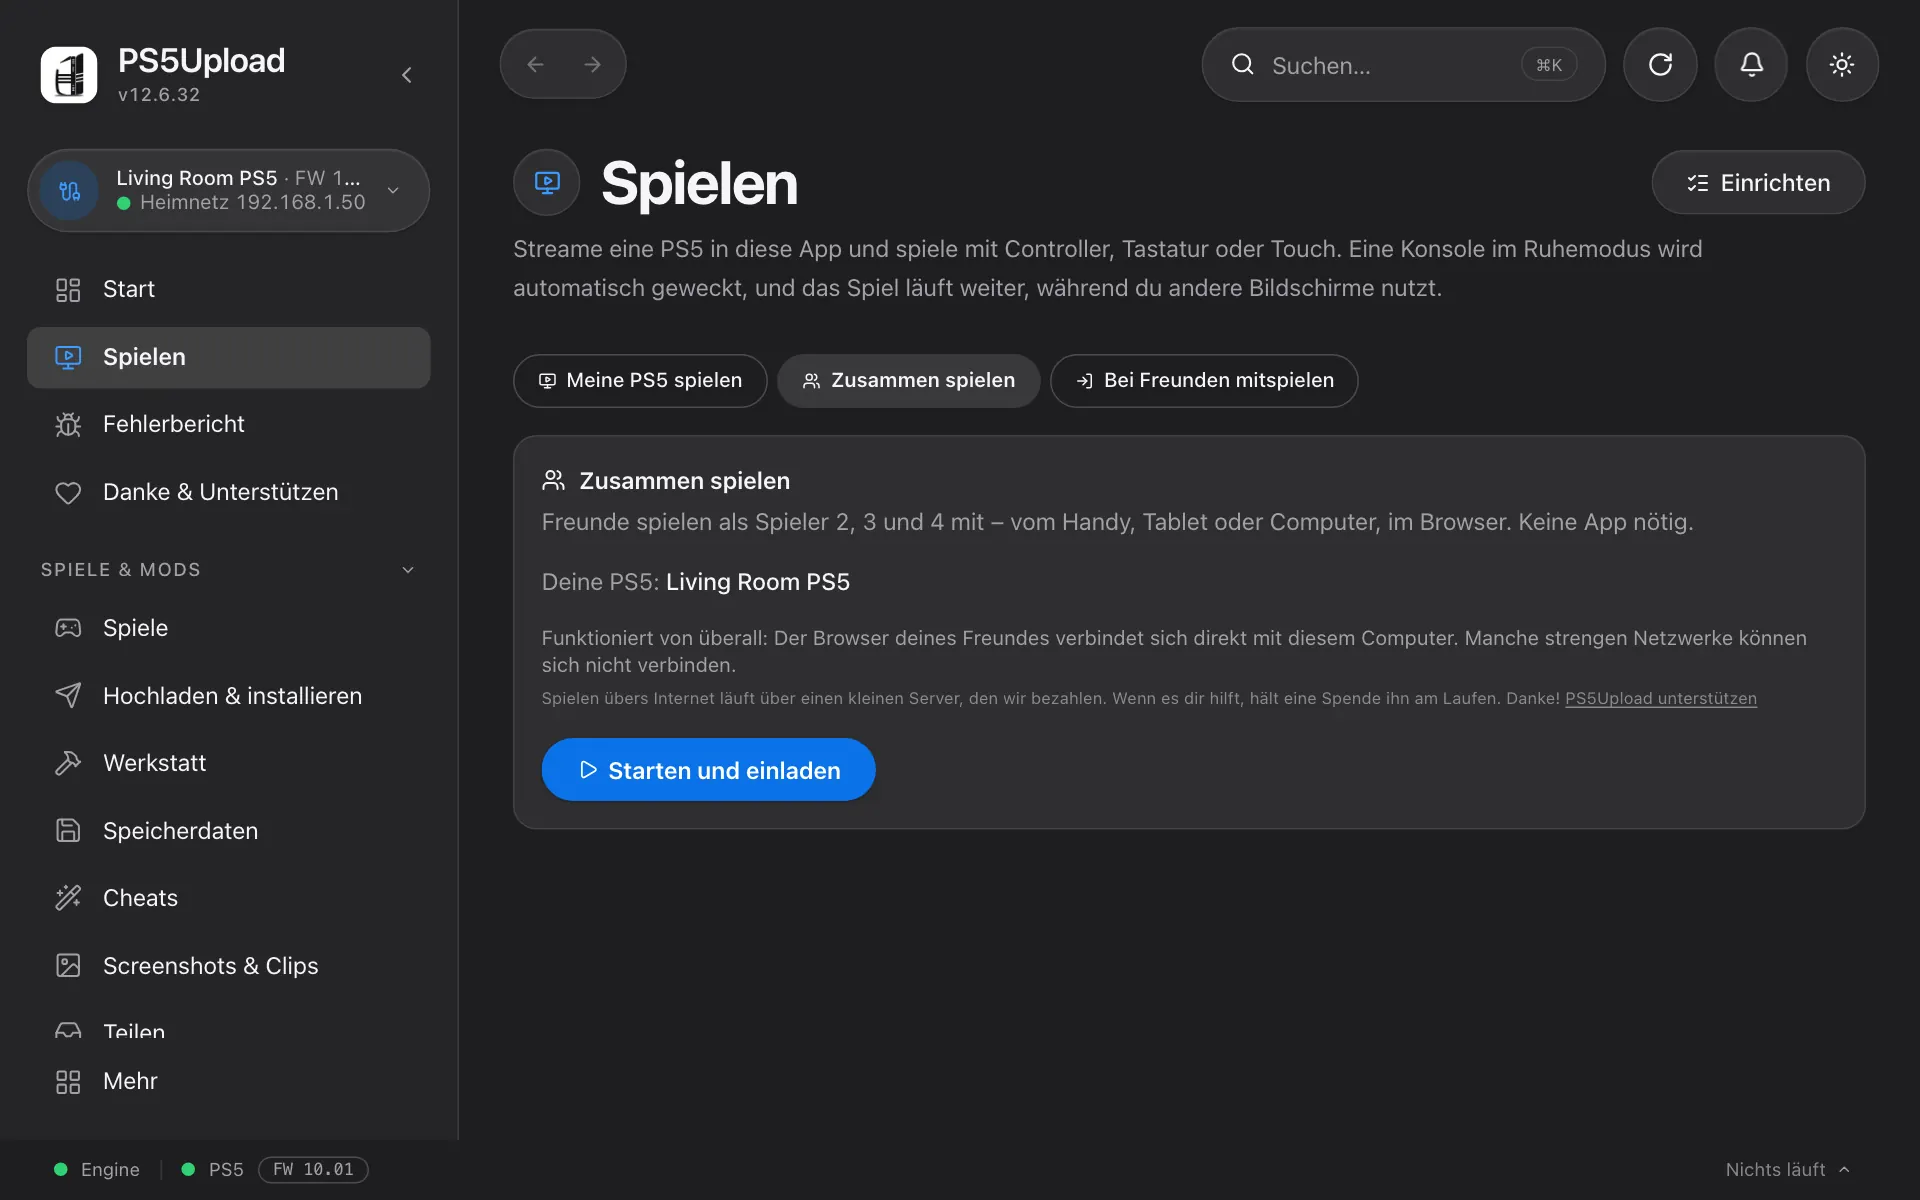 PS5Upload
v12.6.32
Living Room PS5 · FW 1...
Heimnetz 192.168.1.50
Start
Spielen
Fehlerbericht
Danke & Unterstützen
SPIELE & MODS
Spiele
Hochladen & installieren
Werkstatt
Speicherdaten
Cheats
Screenshots & Clips
Teilen
Mehr
Suchen...
⌘K
Spielen
Einrichten
Streame eine PS5 in diese App und spiele mit Controller, Tastatur oder Touch. Eine Konsole im Ruhemodus wird
automatisch geweckt, und das Spiel läuft weiter, während du andere Bildschirme nutzt.
Meine PS5 spielen
Zusammen spielen
Bei Freunden mitspielen
Zusammen spielen
Freunde spielen als Spieler 2, 3 und 4 mit – vom Handy, Tablet oder Computer, im Browser. Keine App nötig.
Deine PS5: Living Room PS5
Funktioniert von überall: Der Browser deines Freundes verbindet sich direkt mit diesem Computer. Manche strengen Netzwerke können
sich nicht verbinden.
Spielen übers Internet läuft über einen kleinen Server, den wir bezahlen. Wenn es dir hilft, hält eine Spende ihn am Laufen. Danke! PS5Upload unterstützen
Starten und einladen
Engine
PS5
FW 10.01
Nichts läuft